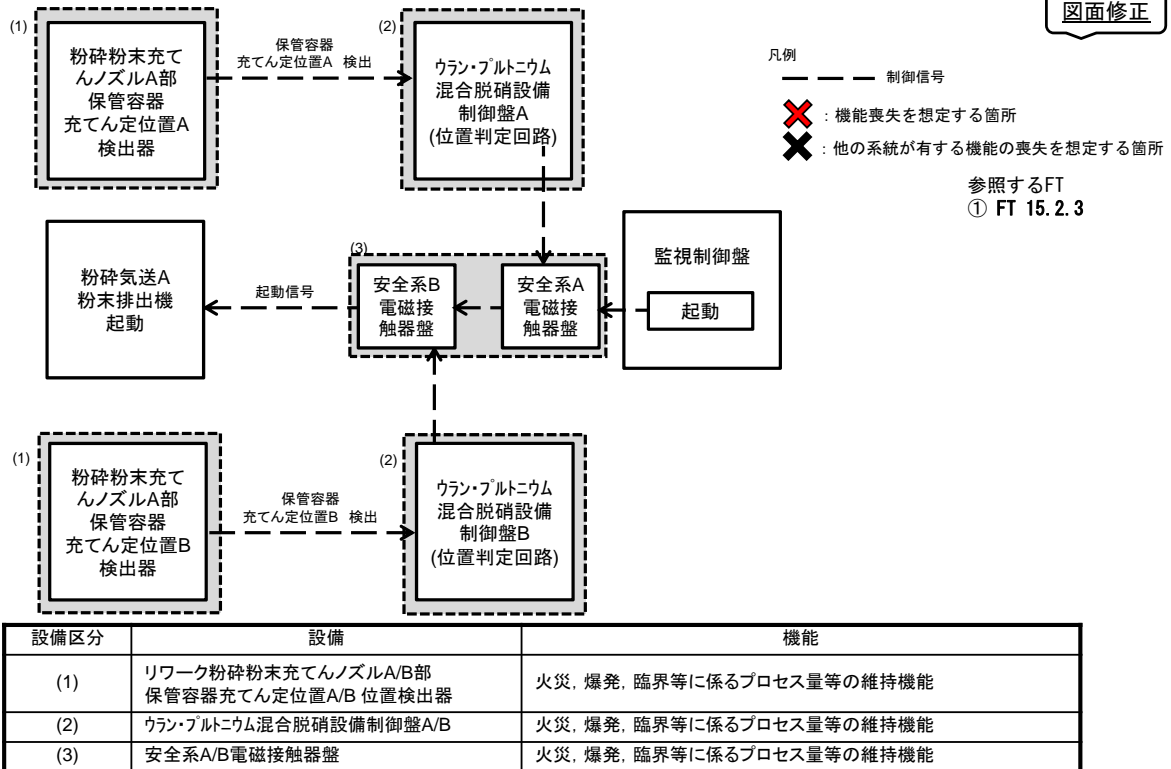 図面修正
(1)
粉砕粉末充て
んノズルA部
保管容器
充てん定位置A
検出器
保管容器
充てん定位置A 検出
(2)
ウラン・プルトニウム
混合脱硝設備
制御盤A
(位置判定回路)
凡例
制御信号
：機能喪失を想定する箇所
：他の系統が有する機能の喪失を想定する箇所
参照するFT
① FT 15.2.3
粉砕気送A
粉末排出機
起動
起動信号
(3)
安全系B
電磁接
触器盤
安全系A
電磁接
触器盤
監視制御盤
起動
(1)
粉砕粉末充て
んノズルA部
保管容器
充てん定位置B
検出器
保管容器
充てん定位置B 検出
(2)
ウラン・プルトニウム
混合脱硝設備
制御盤B
(位置判定回路)
設備区分 設備 機能
(1) リワーク粉砕粉末充てんノズルA/B部
保管容器充てん定位置A/B 位置検出器 火災，爆発，臨界等に係るプロセス量等の維持機能
(2) ウラン・プルトニウム混合脱硝設備制御盤A/B 火災，爆発，臨界等に係るプロセス量等の維持機能
(3) 安全系A/B電磁接触器盤 火災，爆発，臨界等に係るプロセス量等の維持機能